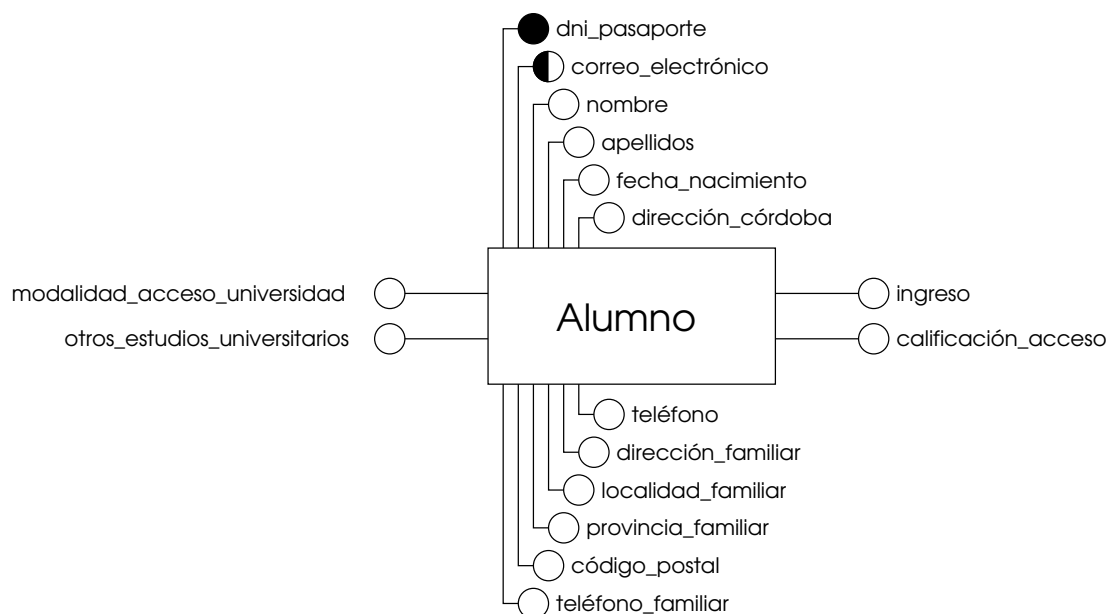 dni_pasaporte
correo_electrónico
nombre
apellidos
fecha_nacimiento
dirección_córdoba
modalidad_acceso_universidad
otros_estudios_universitarios
Alumno
ingreso
calificación_acceso
teléfono
dirección_familiar
localidad_familiar
provincia_familiar
código_postal
teléfono_familiar